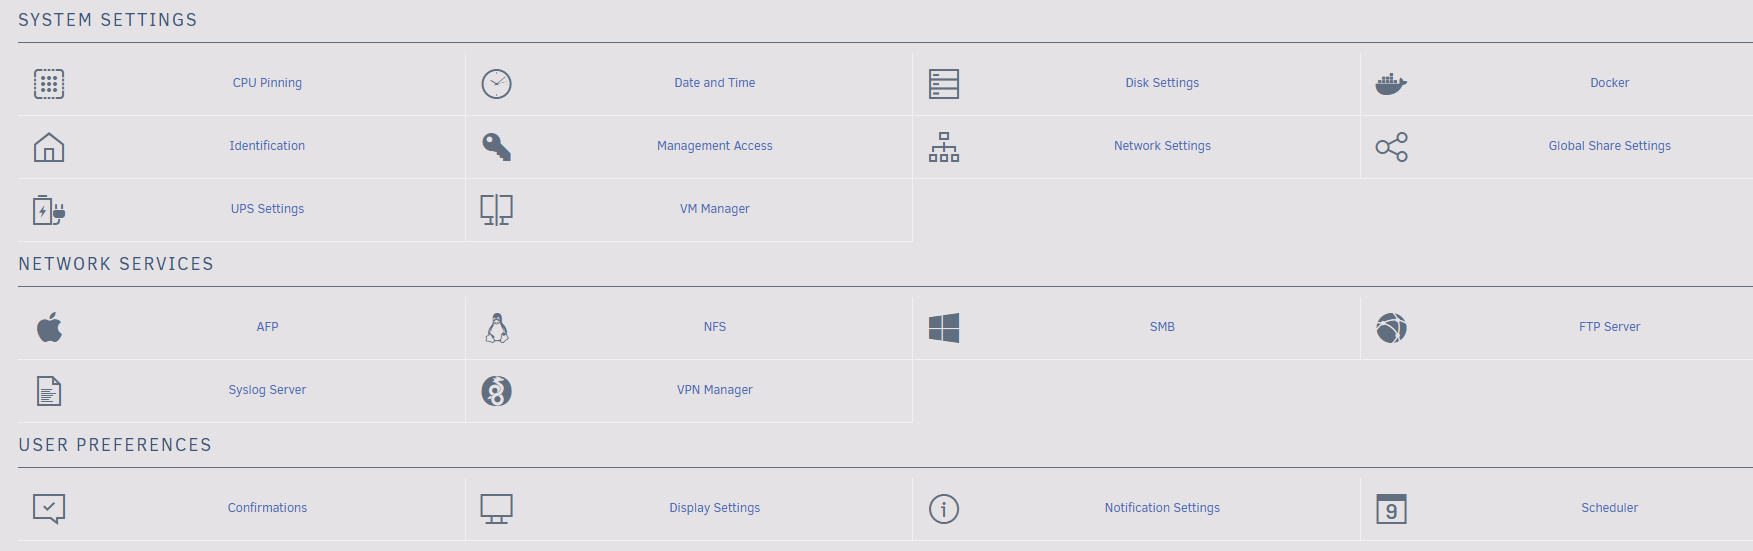 SYSTEM SETTINGS
CPU Pinning
Date and Time
Disk Settings
Docker
Identification
Management Access
Network Settings
Global Share Settings
UPS Settings
VM Manager
NETWORK SERVICES
AFP
NFS
SMB
FTP Server
Syslog Server
VPN Manager
USER PREFERENCES
Confirmations
Display Settings
Notification Settings
9
Scheduler